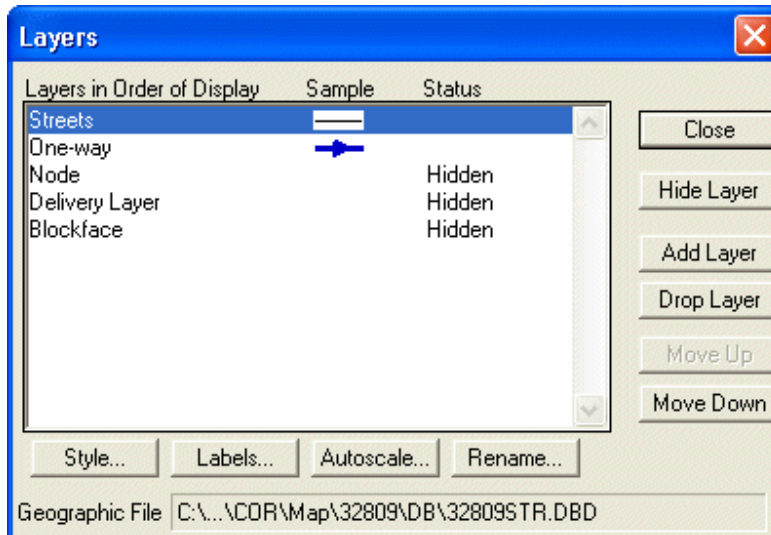 Layers
Layers in Order of Display Sample Status
Streets
One-way
Node Hidden
Delivery Layer Hidden
Blockface Hidden
Close
Hide Layer
Add Layer
Drop Layer
Move Up
Move Down
Style... Labels... Autoscale... Rename...
Geographic File C:\...\COR\Map\32809\DB\32809STR.DBD